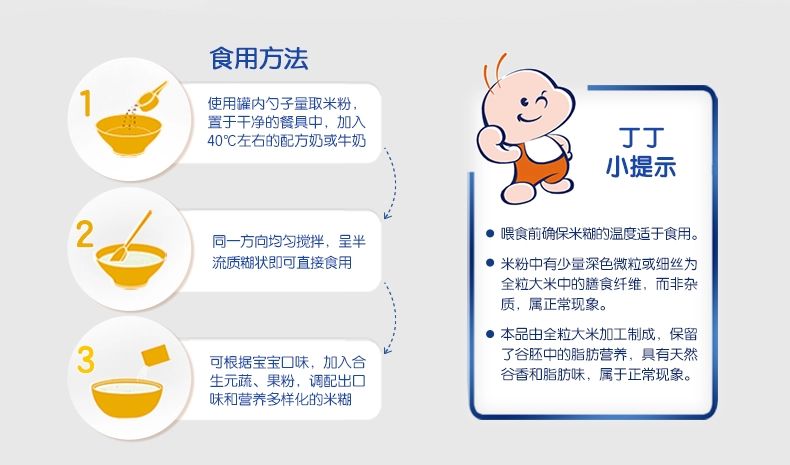 食用方法
1
使用罐内勺子量取米粉，
置于干净的餐具中，加入
40℃左右的配方奶或牛奶
2
同一方向均匀搅拌，呈半
流质糊状即可直接食用
3
可根据宝宝口味，加入合
生元蔬、果粉，调配出口
味和营养多样化的米糊
丁丁
小提示
● 喂食前确保米糊的温度适于食用。
● 米粉中有少量深色微粒或细丝为
全粒大米中的膳食纤维，而非杂
质，属正常现象。
● 本品由全粒大米加工制成，保留
了谷胚中的脂肪营养，具有天然
谷香和脂肪味，属于正常现象。